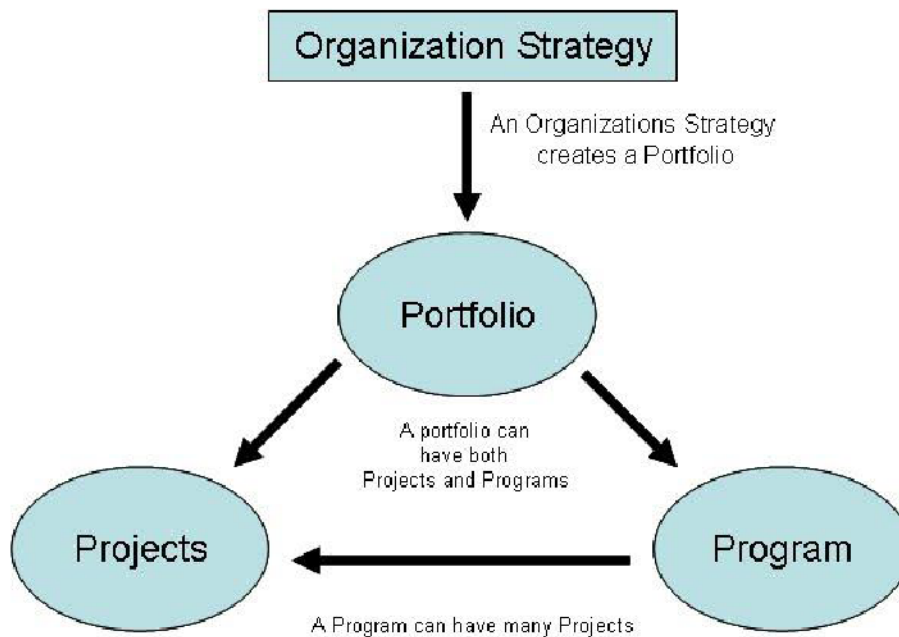 Organization Strategy
An Organizations Strategy
creates a Portfolio
Portfolio
A portfolio can
have both
Projects and Programs
Projects
Program
A Program can have many Projects